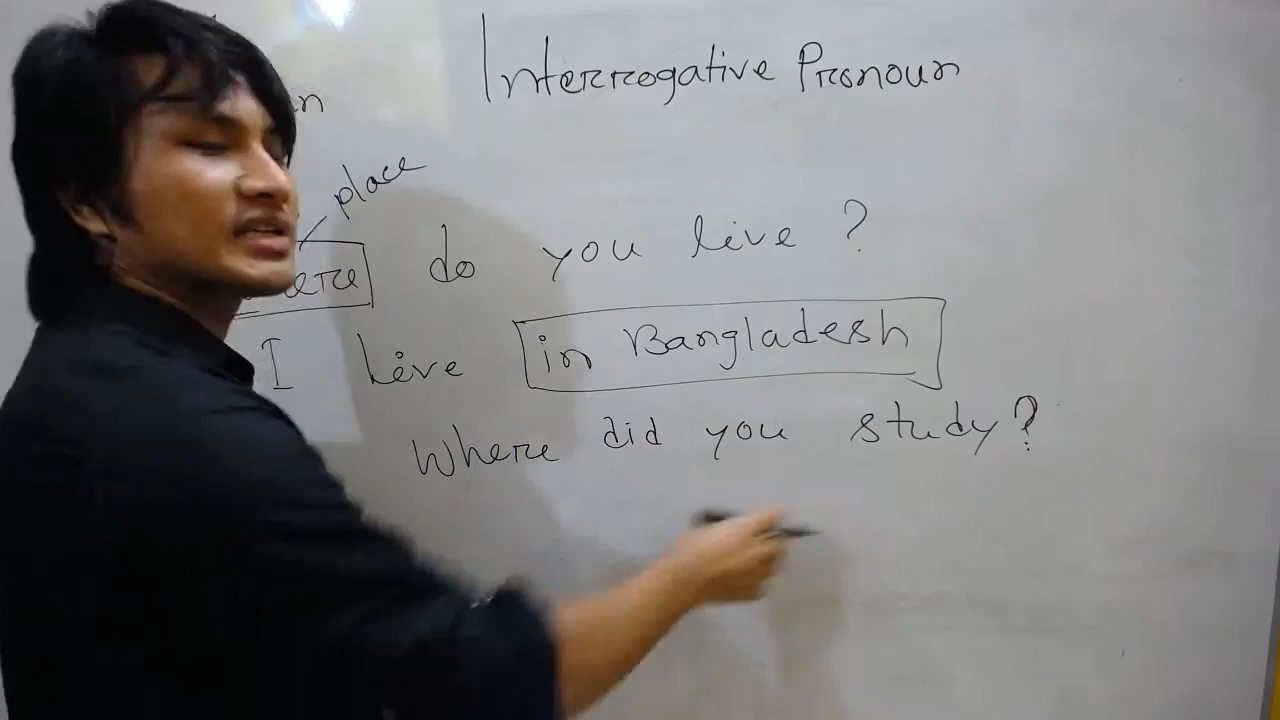 Interrogative Pronoun
place
do you live ?
I live in Bangladesh
Where did you study?